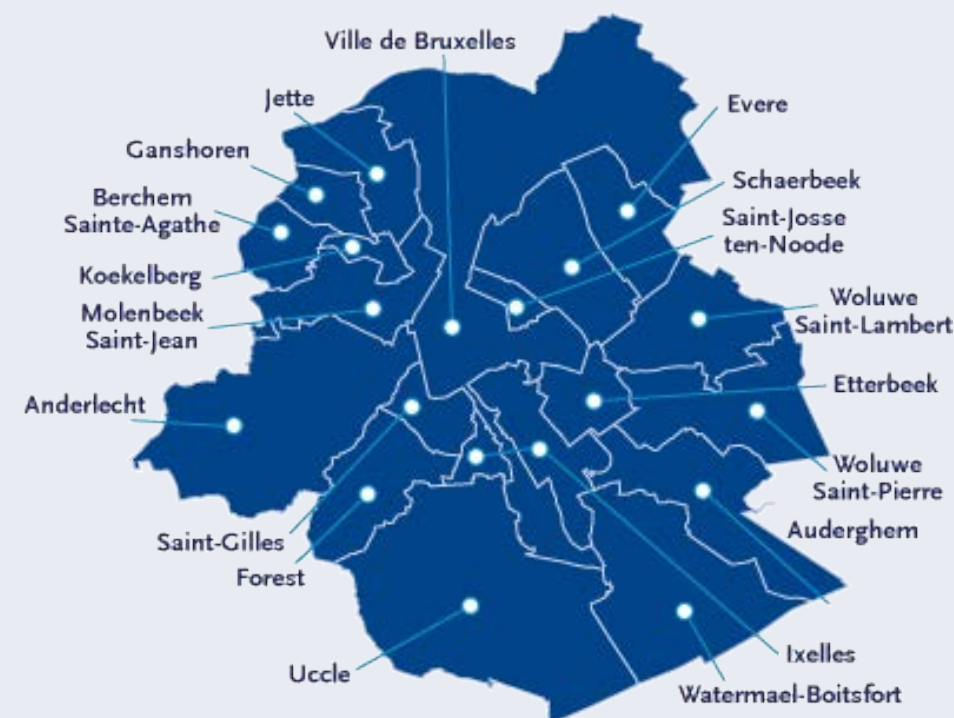 Ville de Bruxelles
Jette
Evere
Ganshoren
Schaerbeek
Berchem
Sainte-Agathe
Saint-Josse
ten-Noode
Koekelberg
Molenbeek
Saint-Jean
Woluwe
Saint-Lambert
Etterbeek
Anderlecht
Woluwe
Saint-Pierre
Auderghem
Saint-Gilles
Forest
Ixelles
Uccle
Watermael-Boitsfort